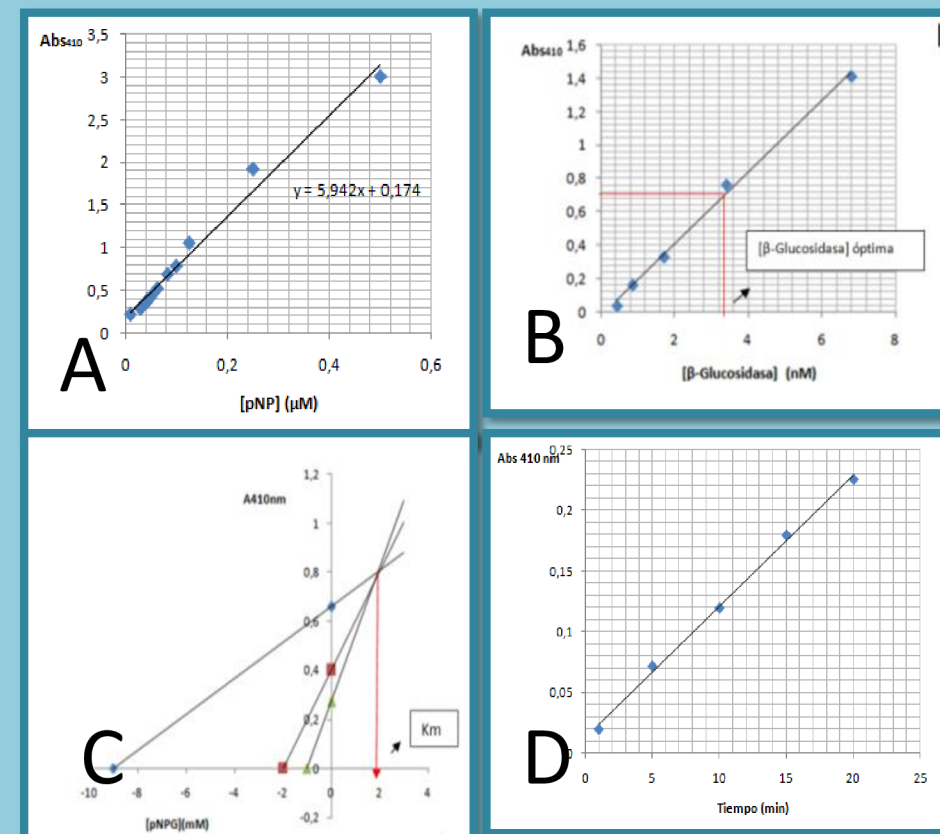 Abs410 3,5
3
2,5
2
1,5
1
0,5
0
y = 5,942x + 0,174
0 0,2 0,4 0,6
[pNP] (µM)
A
Abs410 1,6
1,4
1,2
1
0,8
0,6
0,4
0,2
0
[β-Glucosidasa] óptima
0 2 4 6 8
[β-Glucosidasa] (nM)
B
1,2
A410nm
1
0,8
0,6
0,4
0,2
0
-0,2
Km
-10 -8 -6 -4 -2 0 2 4
[pNPG](mM)
C
Abs 410 nm
0,25
0,2
0,15
0,1
0,05
0
0 5 10 15 20 25
Tiempo (min)
D